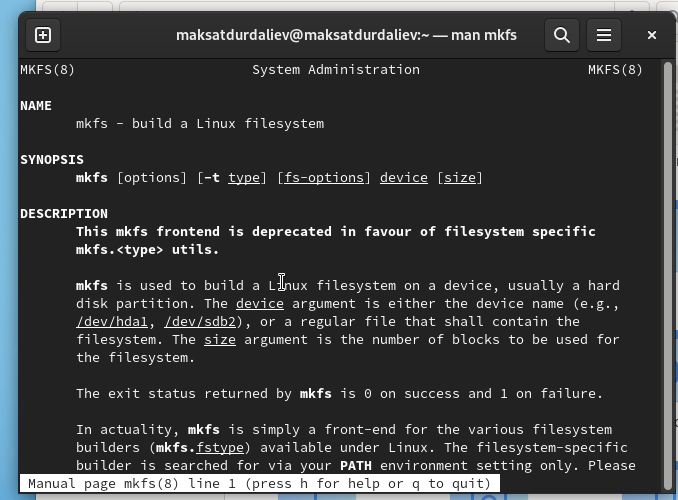 maksatdurdaliev@maksatdurdaliev:~ — man mkfs
MKFS(8) System Administration MKFS(8)
NAME
mkfs - build a Linux filesystem
SYNOPSIS
mkfs [options] [-t type] [fs-options] device [size]
DESCRIPTION
This mkfs frontend is deprecated in favour of filesystem specific
mkfs.<type> utils.
mkfs is used to build a Linux filesystem on a device, usually a hard
disk partition. The device argument is either the device name (e.g.,
/dev/hda1, /dev/sdb2), or a regular file that shall contain the
filesystem. The size argument is the number of blocks to be used for
the filesystem.
The exit status returned by mkfs is 0 on success and 1 on failure.
In actuality, mkfs is simply a front-end for the various filesystem
builders (mkfs.fstype) available under Linux. The filesystem-specific
builder is searched for via your PATH environment setting only. Please
Manual page mkfs(8) line 1 (press h for help or q to quit)